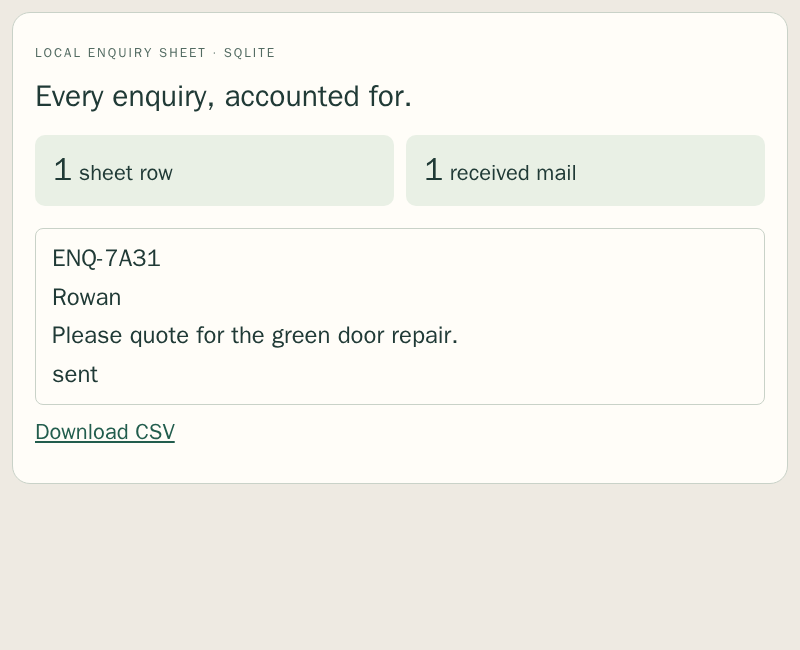 LOCAL ENQUIRY SHEET · SQLITE
Every enquiry, accounted for.
1 sheet row
1 received mail
ENQ-7A31
Rowan
Please quote for the green door repair.
sent
Download CSV